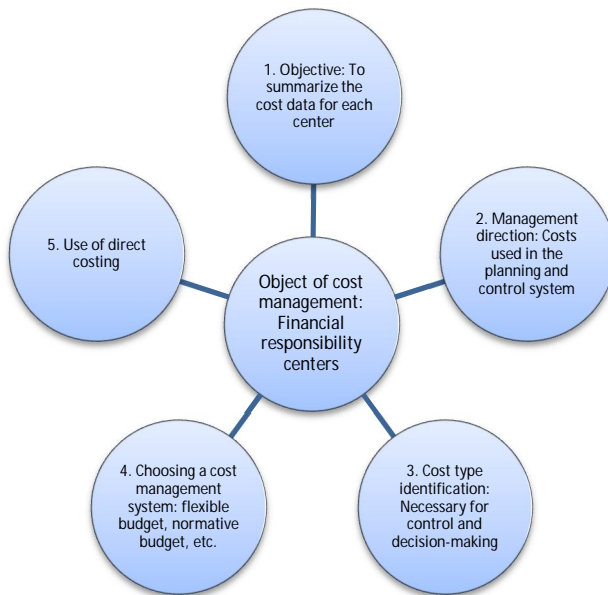 1. Objective: To
summarize the
cost data for each
center
2. Management
direction: Costs
used in the
planning and
control system
3. Cost type
identification:
Necessary for
control and
decision-making
4. Choosing a cost
management
system: flexible
budget, normative
budget, etc.
5. Use of direct
costing
Object of cost
management:
Financial
responsibility
centers